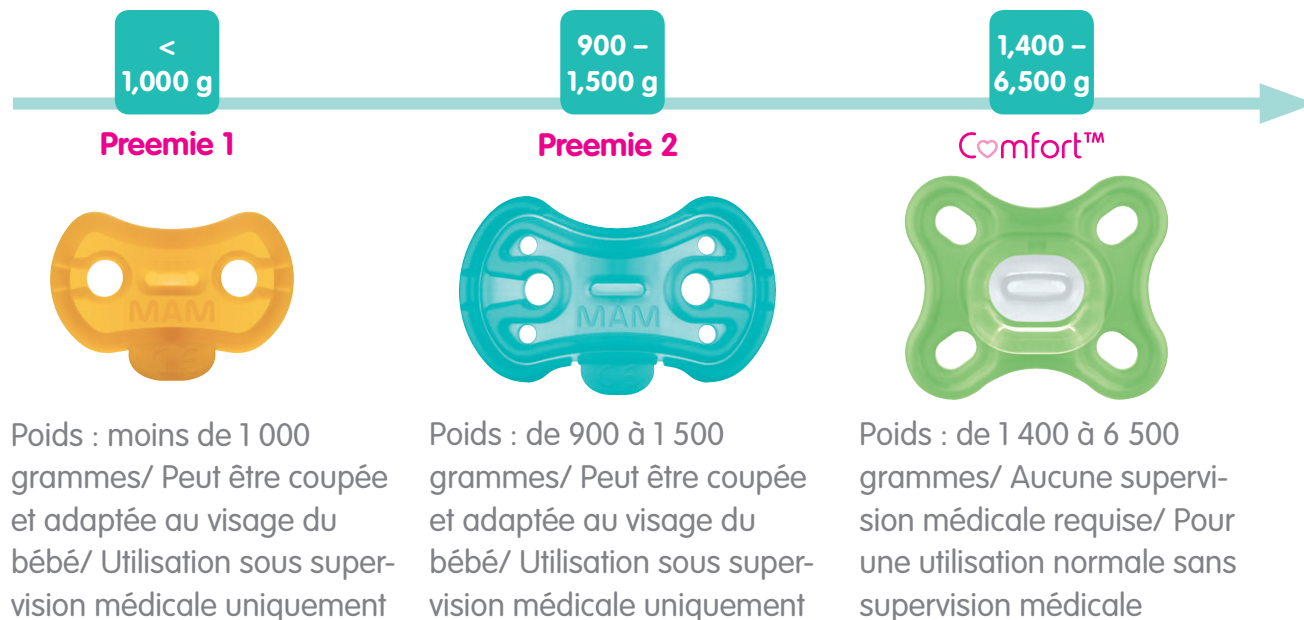 <
1,000 g
900 –
1,500 g
1,400 –
6,500 g
Preemie 1
Preemie 2
Comfort™
MAM
MAM
Poids : moins de 1 000
grammes/ Peut être coupée
et adaptée au visage du
bébé/ Utilisation sous super-
vision médicale uniquement
Poids : de 900 à 1 500
grammes/ Peut être coupée
et adaptée au visage du
bébé/ Utilisation sous super-
vision médicale uniquement
Poids : de 1 400 à 6 500
grammes/ Aucune supervi-
sion médicale requise/ Pour
une utilisation normale sans
supervision médicale